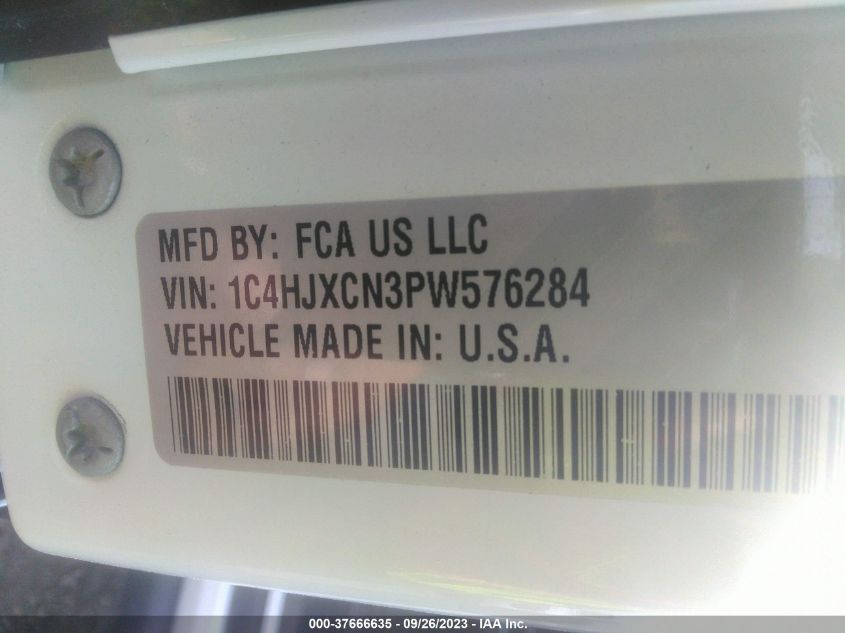 MFD BY: FCA US LLC
VIN: 1C4HJXCN3PW576284
VEHICLE MADE IN: U.S.A.
000-37666635 - 09/26/2023 - IAA Inc.